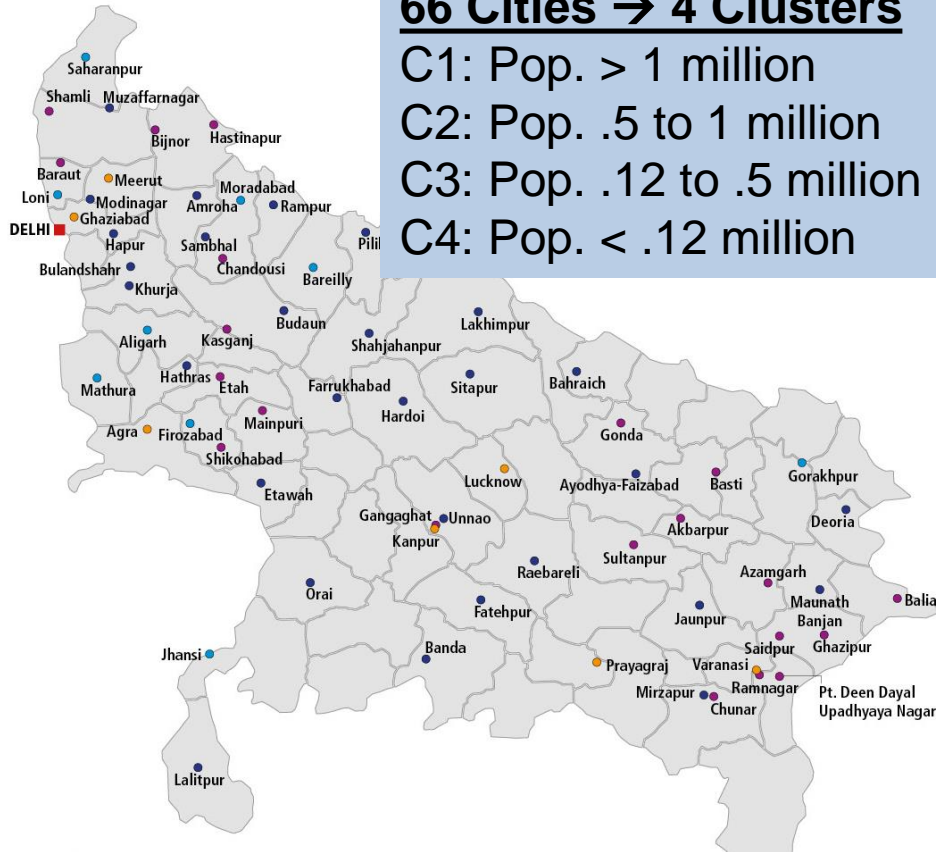 66 Cities → 4 Clusters
C1: Pop. > 1 million
C2: Pop. .5 to 1 million
C3: Pop. .12 to .5 million
C4: Pop. < .12 million
Saharanpur
Shamli
Muzaffarnagar
Bijnor
Hastinapur
Baraut
Meerut
Loni
Modinagar
Moradabad
Amroha
Rampur
Ghaziabad
DELHI
Hapur
Sambhal
Pili
Chandousi
Bulandshahr
Bareilly
Khurja
Budaun
Lakhimpur
Aligarh
Kasganj
Shahjahanpur
Hathras
Etah
Farrukhabad
Sitapur
Bahraich
Mathura
Hardoi
Mainpuri
Agra
Firozabad
Gonda
Shikohabad
Lucknow
Ayodhya-Faizabad
Basti
Gorakhpur
Etawah
Gangaghat
Unnao
Deoria
Kanpur
Akbarpur
Sultanpur
Raebareli
Azamgarh
Orai
Fatehpur
Jaunpur
Maunath
Banjan
Balia
Saidpur
Ghazipur
Jhansi
Banda
Prayagraj
Varanasi
Mirzapur
Ramnagar
Chunar
Pt. Deen Dayal
Upadhyaya Nagar
Lalitpur